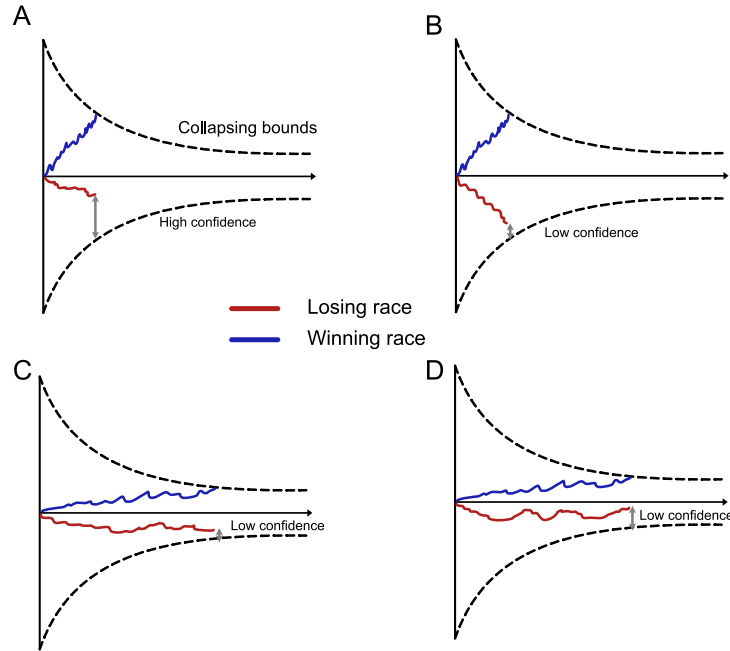 A
B
Collapsing bounds
High confidence
Low confidence
Losing race
Winning race
C
D
Low confidence
Low confidence